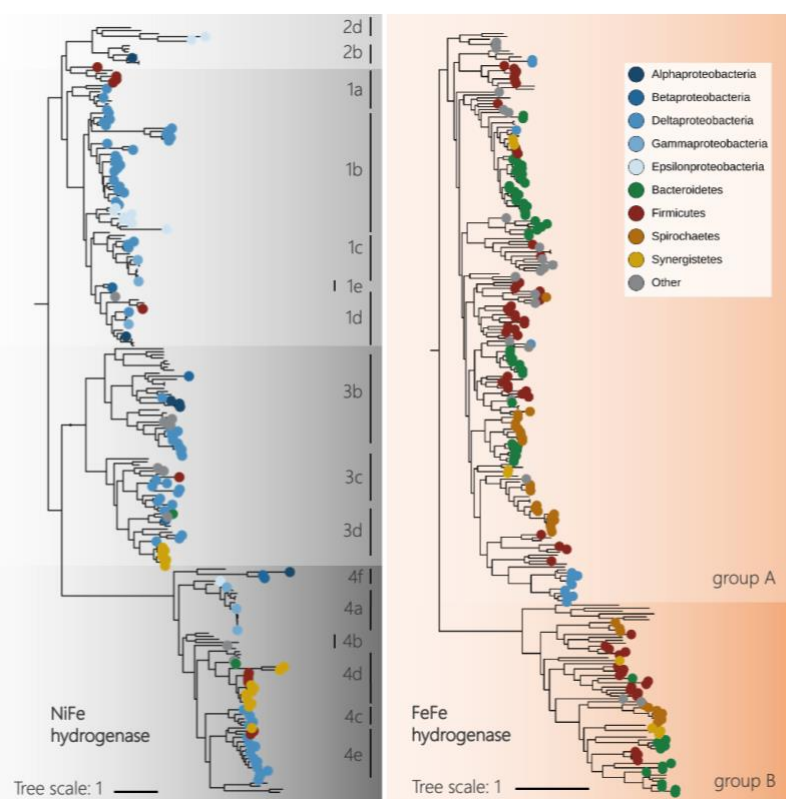 2d
2b
1a
1b
1c
1e
1d
3b
3c
3d
4f
4a
4b
4d
4c
4e
NiFe
hydrogenase
Tree scale: 1
Alphaproteobacteria
Betaproteobacteria
Deltaproteobacteria
Gammaproteobacteria
Epsilonproteobacteria
Bacteroidetes
Firmicutes
Spirochaetes
Synergistetes
Other
group A
FeFe
hydrogenase
Tree scale: 1
group B